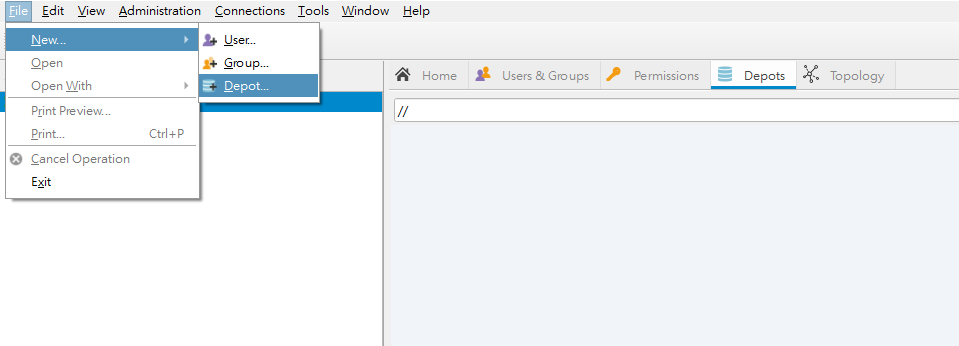 File Edit View Administration Connections Tools Window Help
New...
Open
Open With
Print Preview...
Print... Ctrl+P
Cancel Operation
Exit
User...
Group...
Depot...
Home Users & Groups Permissions Depots Topology
//